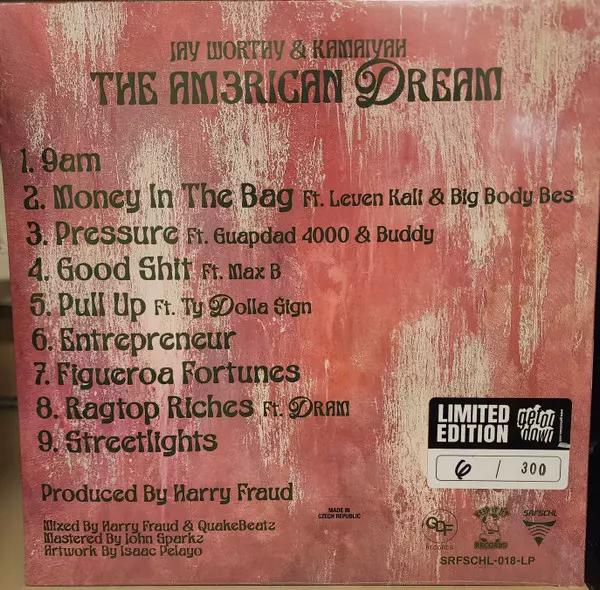 JAY WORTHY & KAMAIYAH
THE AM3RICAN DREAM
1. 9am
2. Money In The Bag Ft. Leven Kali & Big Body Bes
3. Pressure Ft. Guapdad 4000 & Buddy
4. Good Shit Ft. Max B
5. Pull Up Ft. Ty Dolla $ign
6. Entrepreneur
7. Figueroa Fortunes
8. Ragtop Riches Ft. DRAM
9. Streetlights
LIMITED EDITION
get on down
6 / 300
Produced By Harry Fraud
MADE IN
CZECH REPUBLIC
Mixed By Harry Fraud & QuakeBeatz
Mastered By John Sparkz
Artwork By Isaac Pelayo
GDF
RECORDS
RECORDS
SRFSCHL
SRFSCHL-018-LP